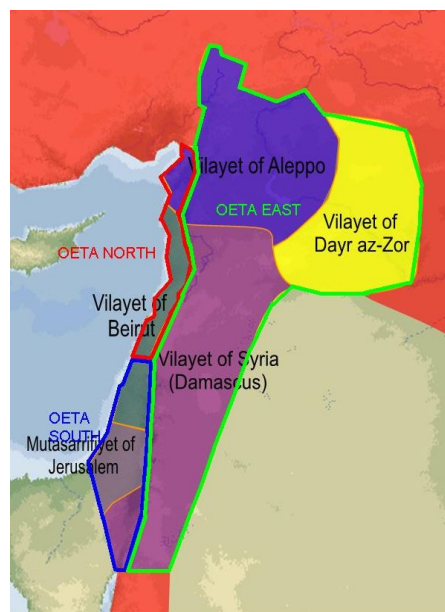 Vilayet of Aleppo
OETA EAST
Vilayet of
Dayr az-Zor
OETA NORTH
Vilayet of
Beirut
Vilayet of Syria
(Damascus)
OETA
SOUTH
Mutasarrifiyet of
Jerusalem